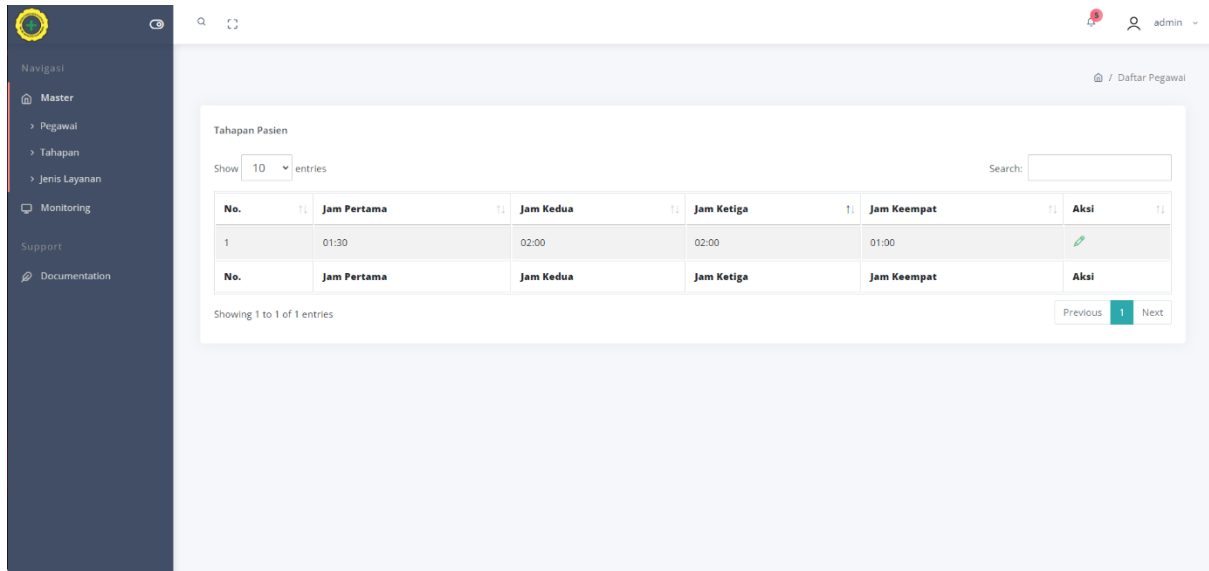 5
admin
Navigasi
/ Daftar Pegawai
Master
> Pegawai
> Tahapan
> Jenis Layanan
Monitoring
Support
Documentation
Tahapan Pasien
Show 10 entries
Search:
No. Jam Pertama Jam Kedua Jam Ketiga Jam Keempat Aksi
1 01:30 02:00 02:00 01:00
No. Jam Pertama Jam Kedua Jam Ketiga Jam Keempat Aksi
Showing 1 to 1 of 1 entries
Previous 1 Next